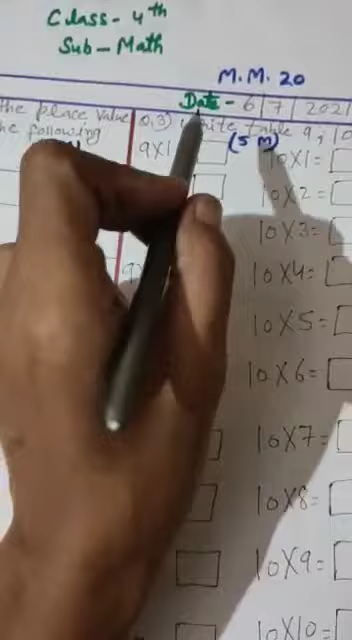 Class - 4th
Sub - Math
M.M. 20
Date - 6/7/2021
the place value
the following
Q.3) write table 9, 10
(5 M)
9X1
10X1=
10X2=
10X3=
10X4=
10X5=
10X6=
10X7=
10X8=
10X9=
10X10=